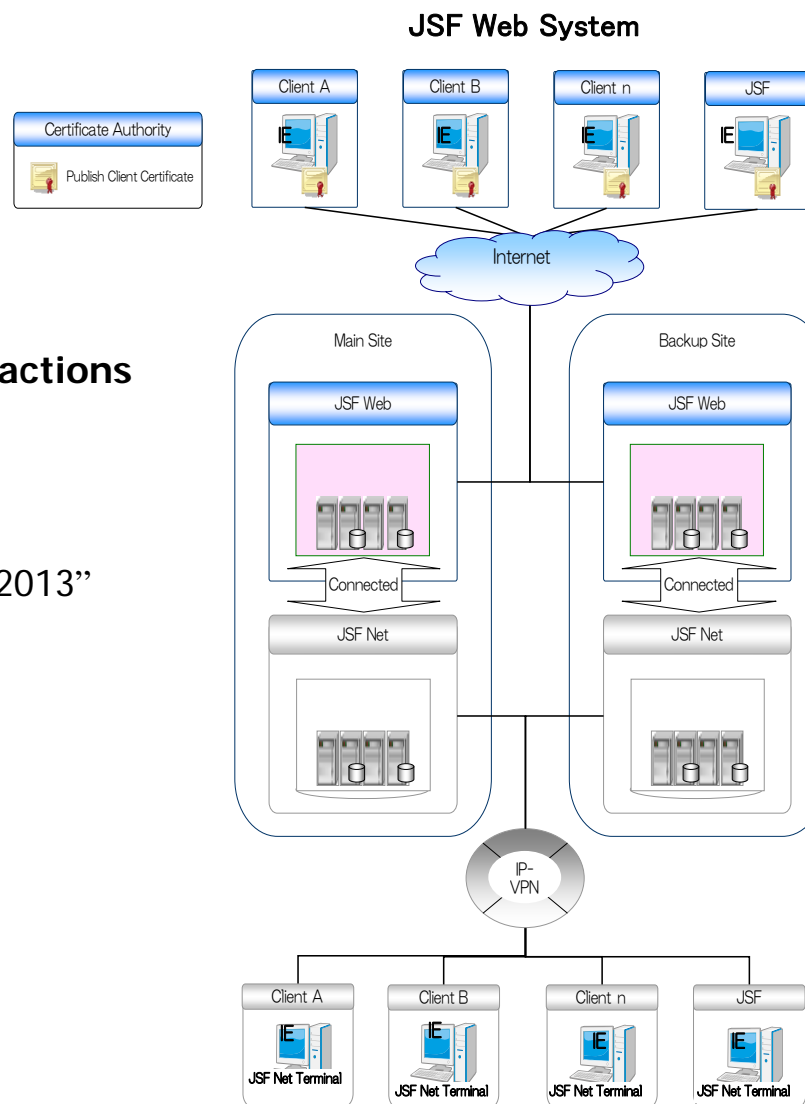 JSF Web System
Client A
Client B
Client n
JSF
IE
IE
IE
IE
Certificate Authority
Publish Client Certificate
Internet
Main Site
Backup Site
actions
JSF Web
JSF Web
2013”
Connected
Connected
JSF Net
JSF Net
IP-
VPN
Client A
Client B
Client n
JSF
IE
IE
IE
IE
JSF Net Terminal
JSF Net Terminal
JSF Net Terminal
JSF Net Terminal